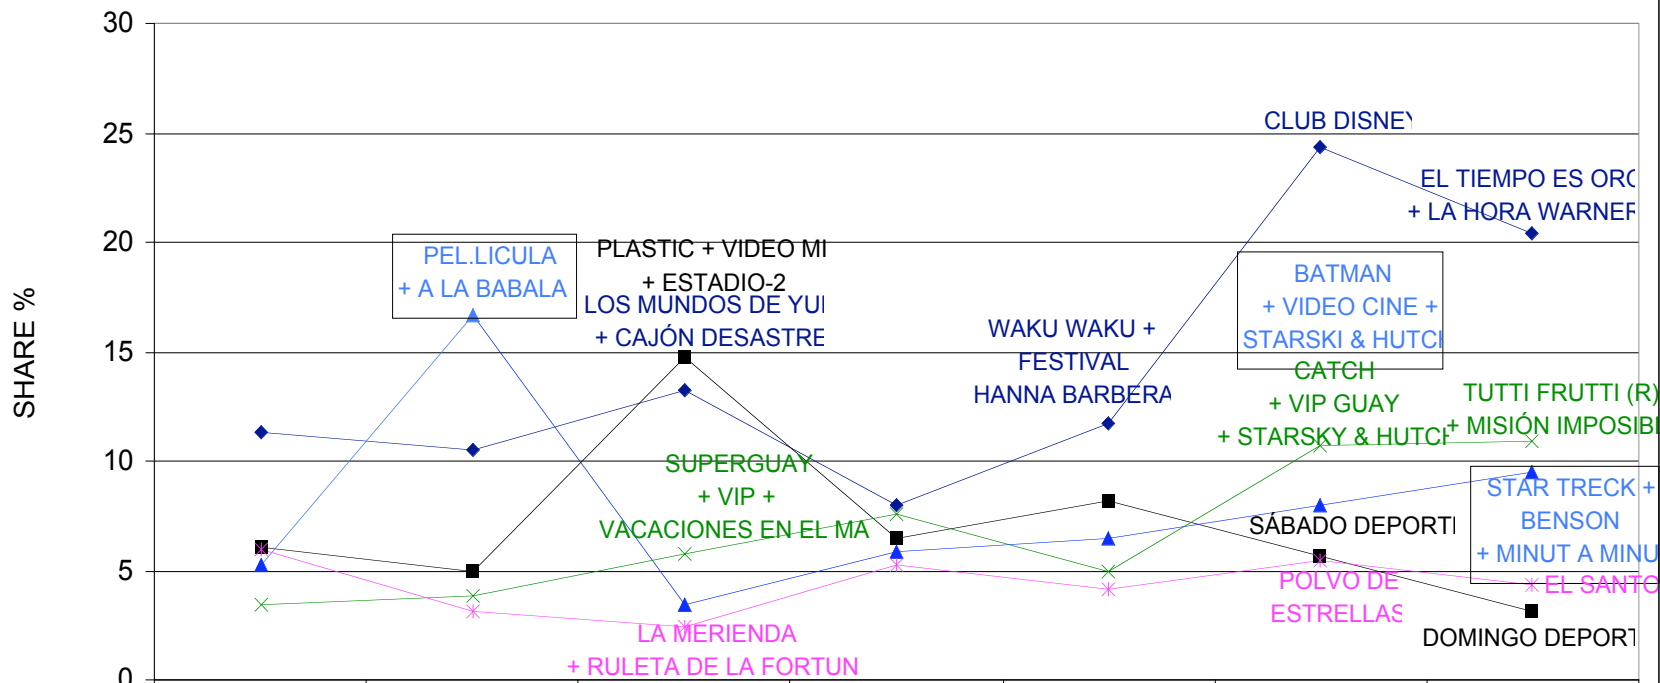 30
25
20
15
10
5
0
SHARE %
CLUB DISNEY
EL TIEMPO ES ORO
+ LA HORA WARNER
PEL.LICULA
+ A LA BABALA
PLASTIC + VIDEO MI
+ ESTADIO-2
LOS MUNDOS DE YUP
+ CAJÓN DESASTRE
WAKU WAKU +
FESTIVAL
HANNA BARBERA
BATMAN
+ VIDEO CINE +
STARSKI & HUTCH
CATCH
+ VIP GUAY
+ STARSKY & HUTCH
TUTTI FRUTTI (R)
+ MISIÓN IMPOSIBL
SUPERGUAY
+ VIP +
VACACIONES EN EL MA
STAR TRECK +
BENSON
+ MINUT A MINU
SÁBADO DEPORTI
POLVO DE
ESTRELLAS
EL SANTO
DOMINGO DEPORT
LA MERIENDA
+ RULETA DE LA FORTUN